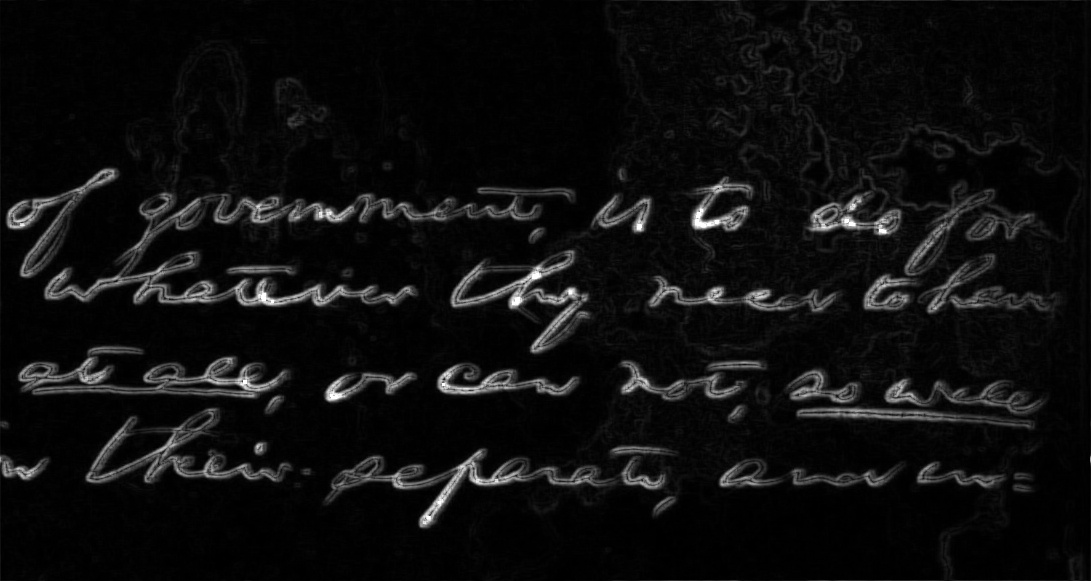 of government, is to do for
whatever they need to have
at all, or can not, so well
in their separate, and in=